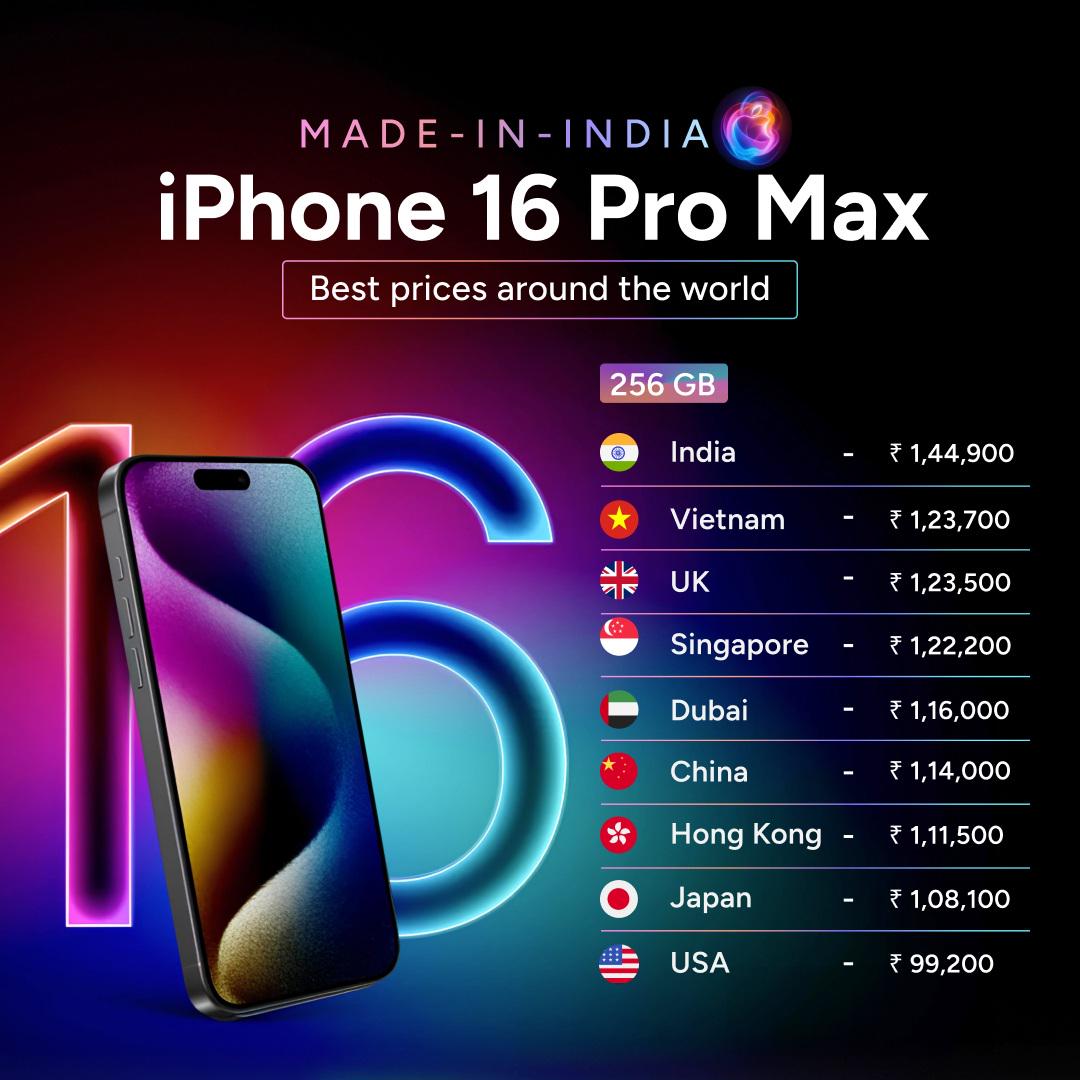 MADE-IN-INDIA
iPhone 16 Pro Max
Best prices around the world
256 GB
India - ₹ 1,44,900
Vietnam - ₹ 1,23,700
UK - ₹ 1,23,500
Singapore - ₹ 1,22,200
Dubai - ₹ 1,16,000
China - ₹ 1,14,000
Hong Kong - ₹ 1,11,500
Japan - ₹ 1,08,100
USA - ₹ 99,200
16